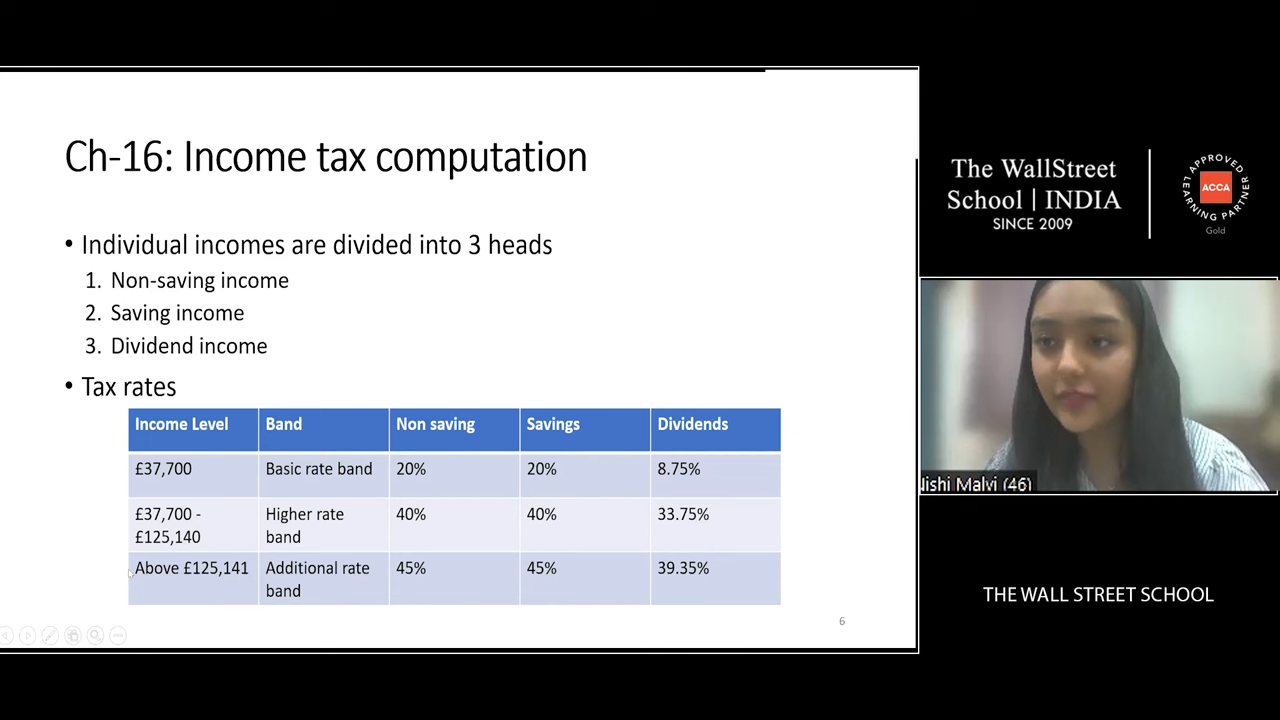 Ch-16: Income tax computation
• Individual incomes are divided into 3 heads
1. Non-saving income
2. Saving income
3. Dividend income
• Tax rates
Income Level Band Non saving Savings Dividends
£37,700 Basic rate band 20% 20% 8.75%
£37,700 - Higher rate 40% 40% 33.75%
£125,140 band
Above £125,141 Additional rate 45% 45% 39.35%
band
6
The WallStreet
School | INDIA
SINCE 2009
APPROVED
ACCA
LEARNING PARTNER
Gold
Malvi (46)
THE WALL STREET SCHOOL